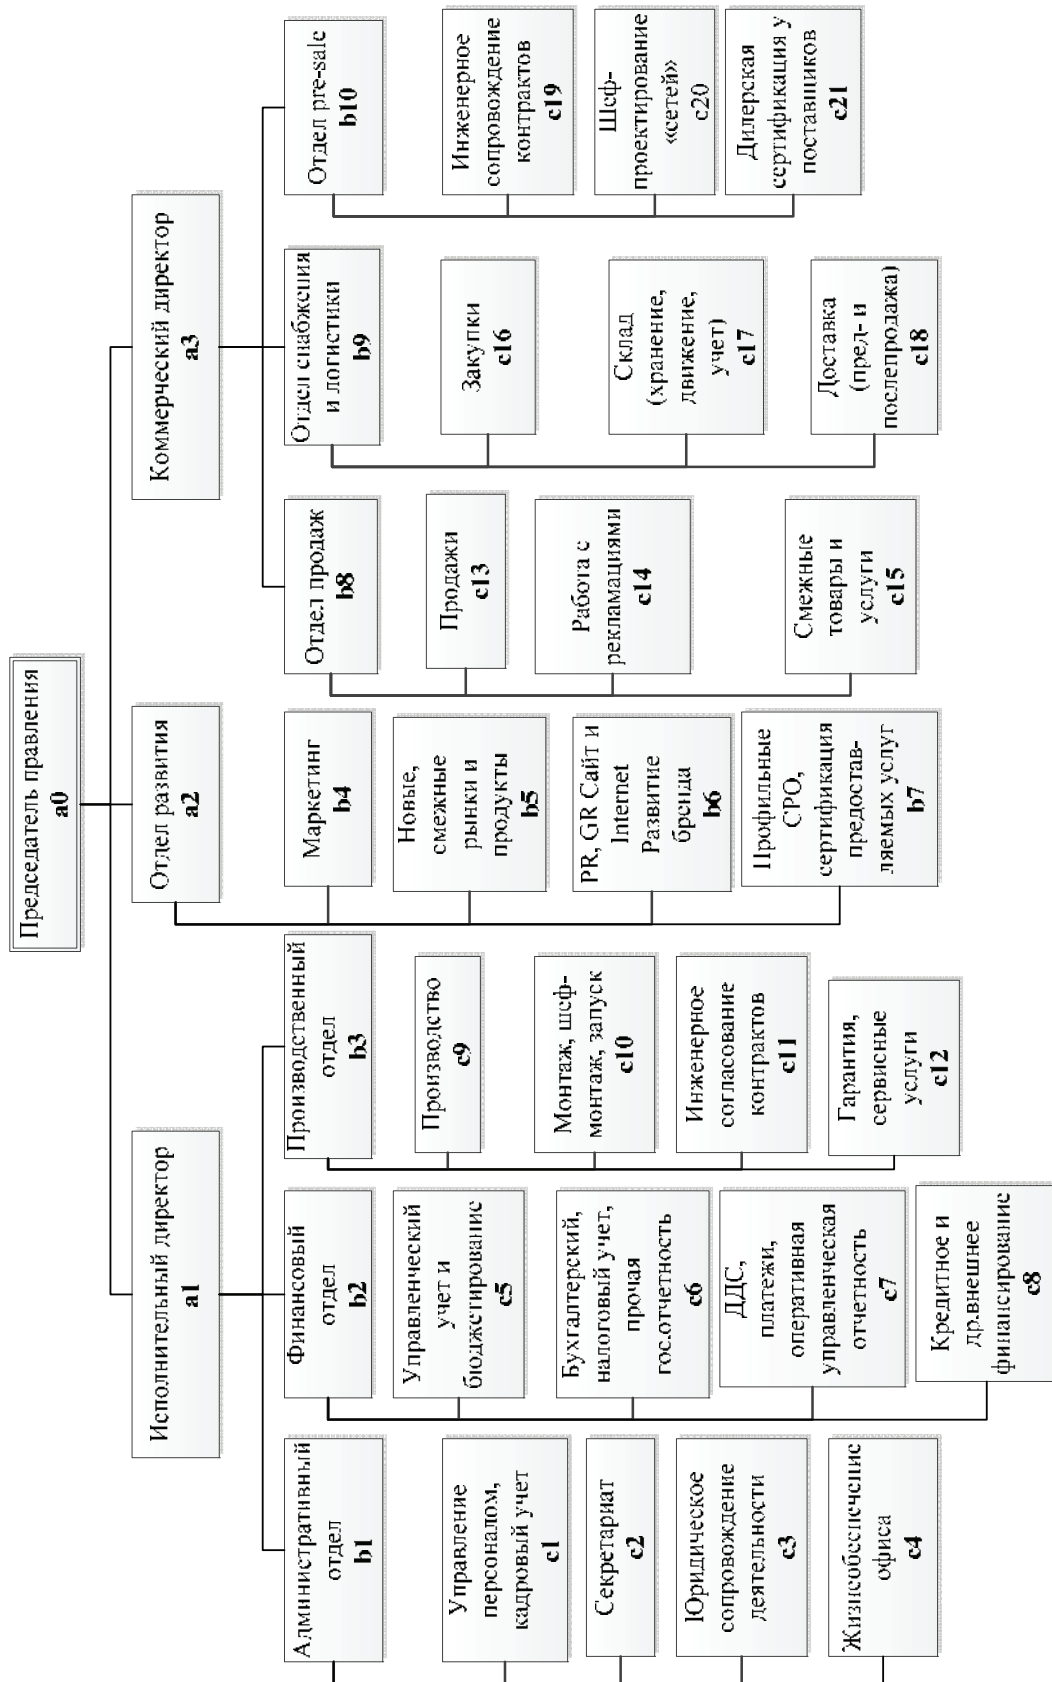 Председатель правления
a0
Исполнительный директор
a1
Отдел развития
a2
Коммерческий директор
a3
Административный
отдел
b1
Финансовый
отдел
b2
Производственный
отдел
b3
Маркетинг
b4
Отдел продаж
b8
Отдел снабжения
и логистики
b9
Отдел pre-sale
b10
Управление
персоналом,
кадровый учет
c1
Секретариат
c2
Юридическое
сопровождение
деятельности
c3
Жизнеобеспечение
офиса
c4
Управленческий
учет и
бюджетирование
c5
Бухгалтерский,
налоговый учет,
прочая
гос.отчетность
c6
ДДС,
платежи,
оперативная
управленческая
отчетность
c7
Кредитное и
др.внешнее
финансирование
c8
Производство
c9
Монтаж, шеф-
монтаж, запуск
c10
Инженерное
согласование
контрактов
c11
Гарантия,
сервисные
услуги
c12
Новые,
смежные
рынки и
продукты
b5
PR, GR Сайт и
Internet
Развитие
бренда
b6
Профильные
СРО,
сертификация
предостав-
ляемых услуг
b7
Продажи
c13
Работа с
рекламациями
c14
Смежные
товары и
услуги
c15
Закупки
c16
Склад
(хранение,
движение,
учет)
c17
Доставка
(пред- и
послепродажа)
c18
Инженерное
сопровождение
контрактов
c19
Шеф-
проектирование
«сетей»
c20
Дилерская
сертификация у
поставщиков
c21